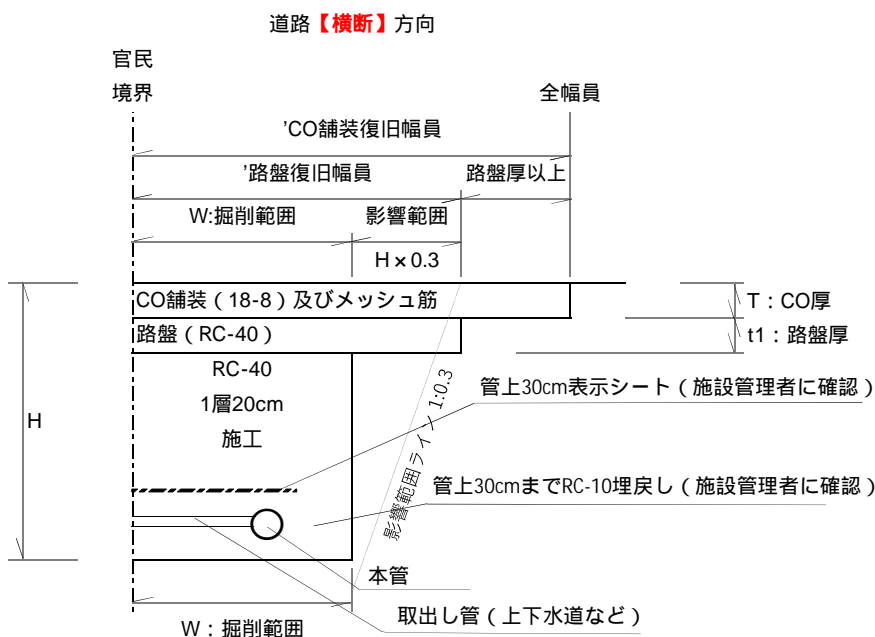 道路【横断】方向
官民
境界
全幅員
'CO舗装復旧幅員
'路盤復旧幅員
路盤厚以上
W:掘削範囲
影響範囲
H×0.3
CO舗装（18-8）及びメッシュ筋
T：CO厚
路盤（RC-40）
t1：路盤厚
RC-40
1層20cm
施工
H
影響範囲ライン 1:0.3
管上30cm表示シート（施設管理者に確認）
管上30cmまでRC-10埋戻し（施設管理者に確認）
本管
取出し管（上下水道など）
W：掘削範囲